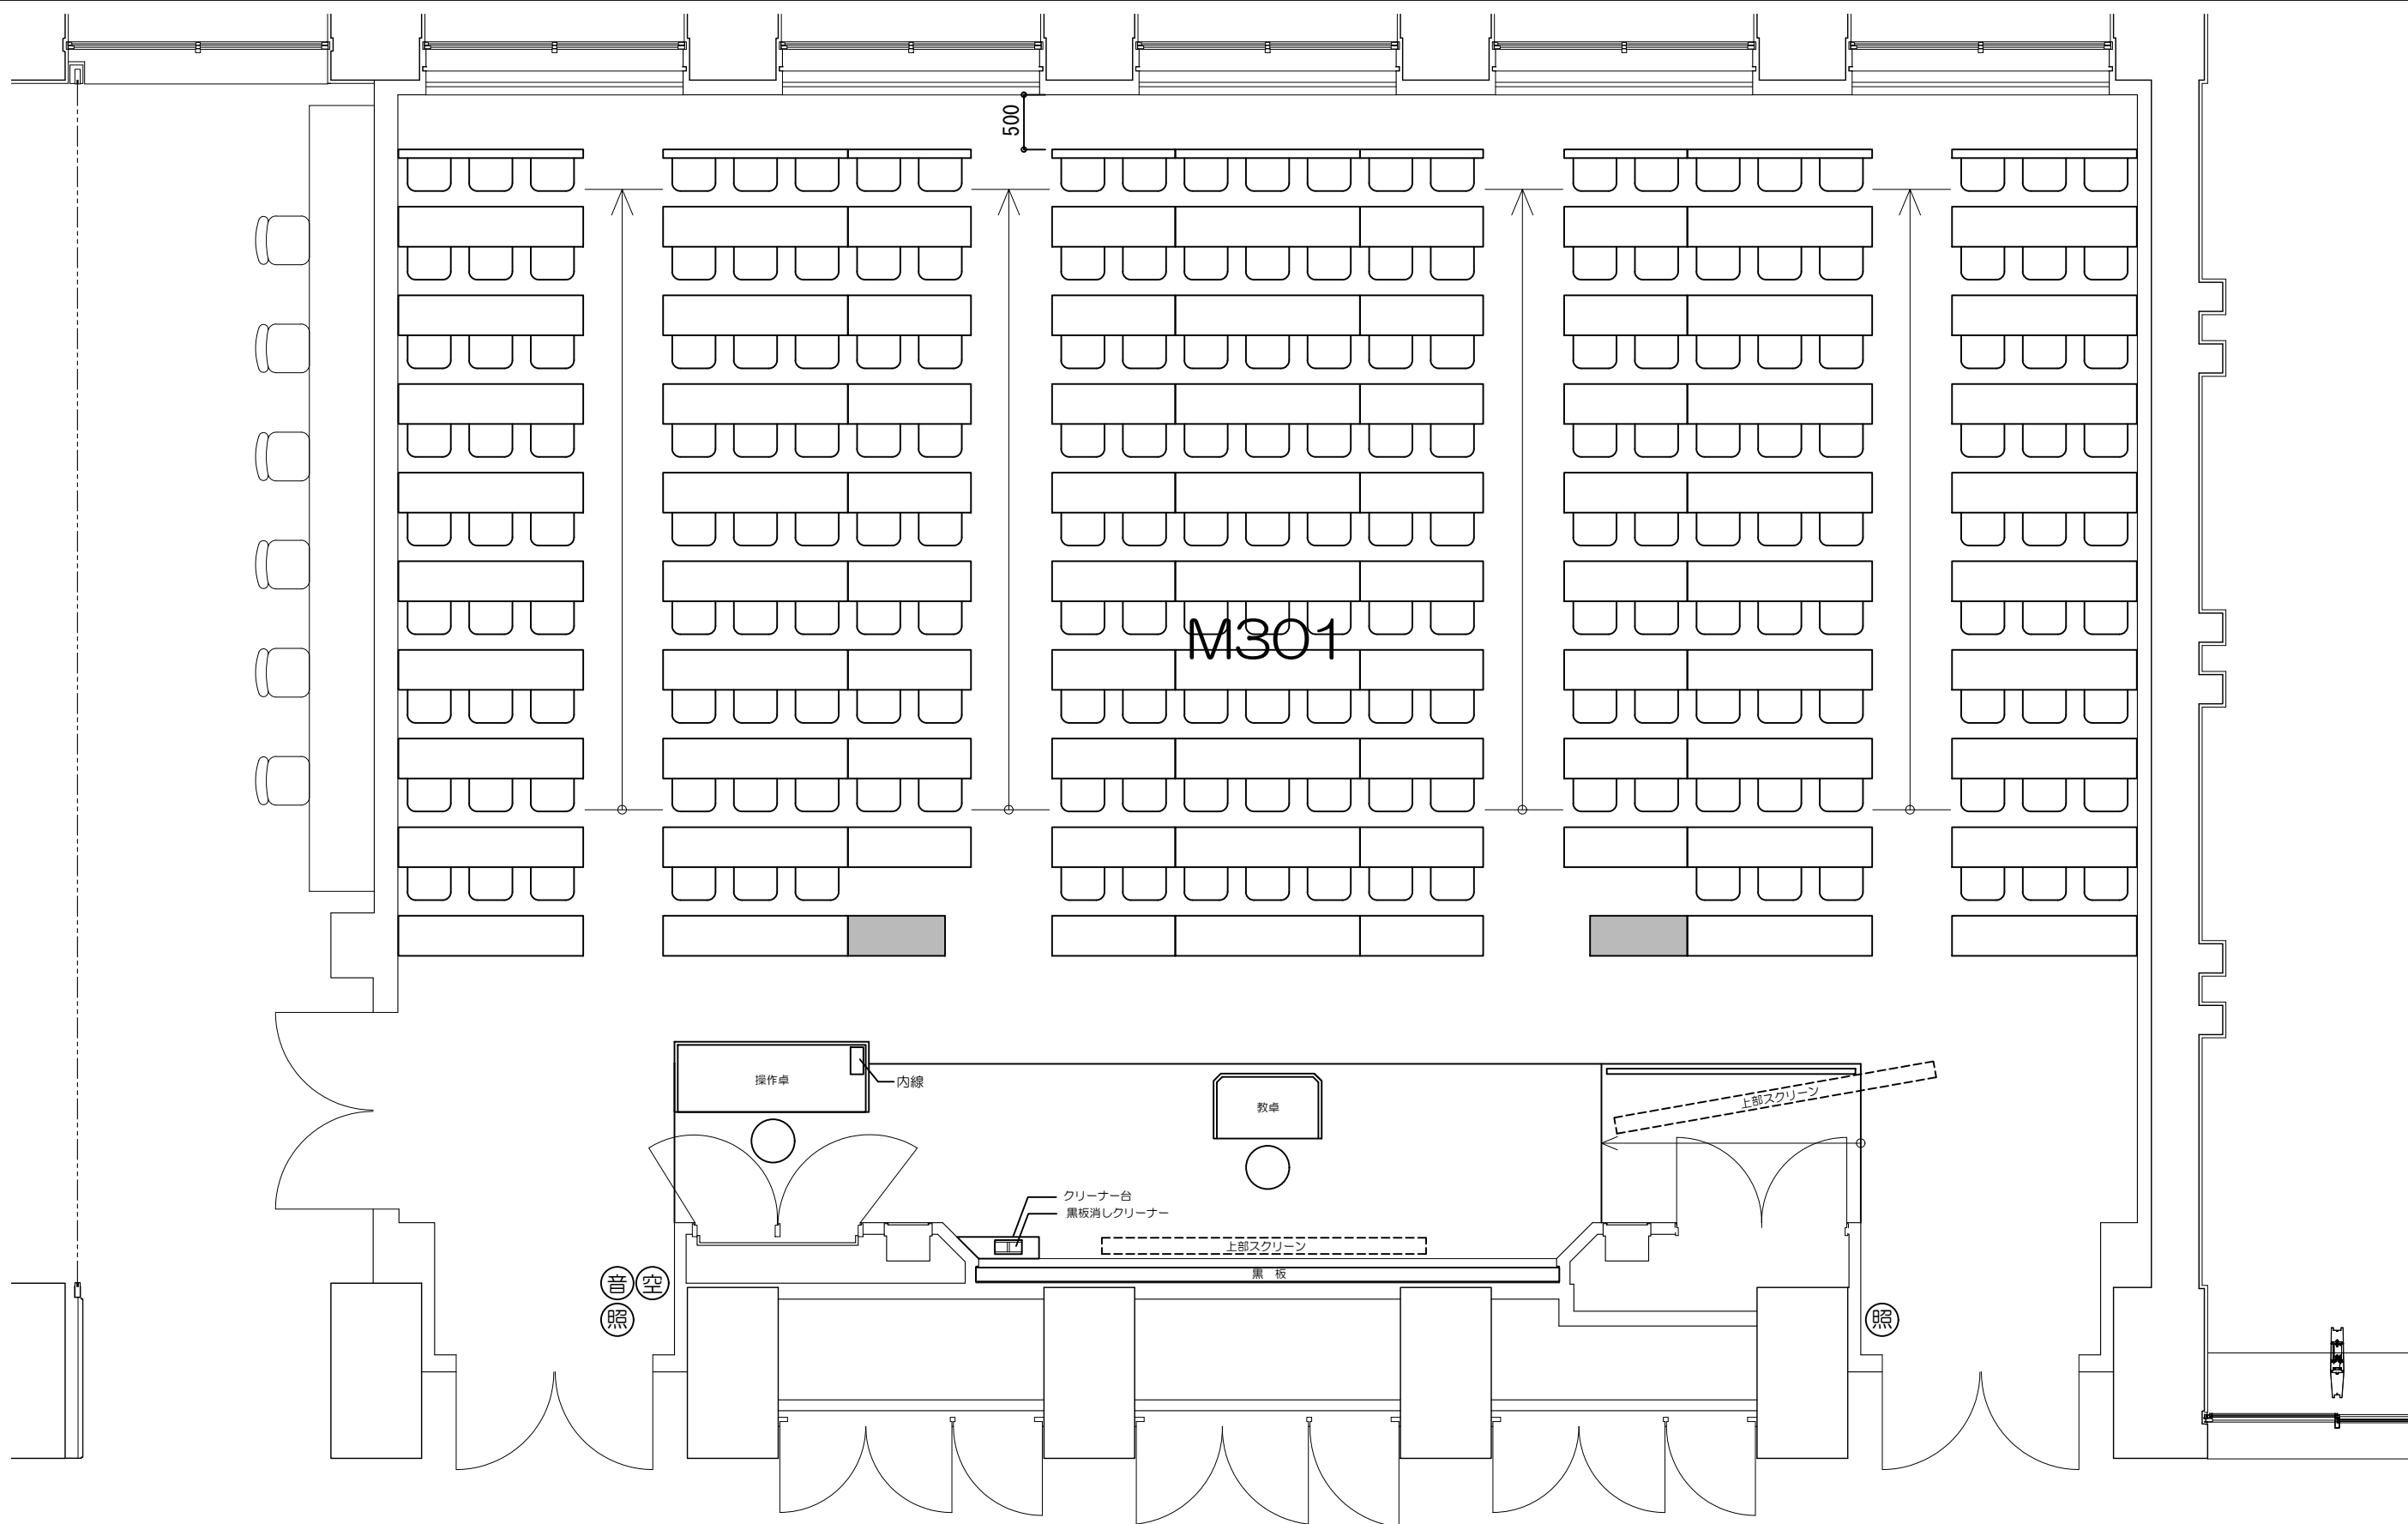 500
M301
操作卓
内線
教卓
上部スクリーン
クリーナー台
黒板消しクリーナー
上部スクリーン
黒 板
音 空
照
照